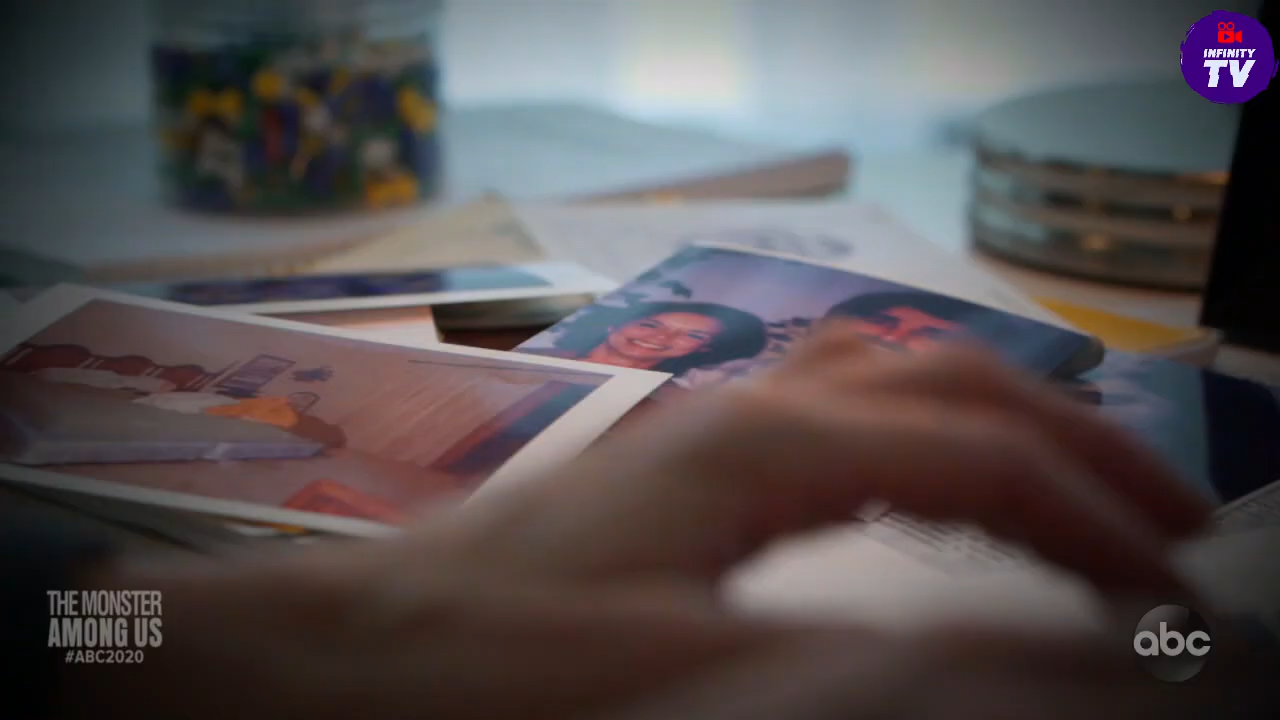 INFINITY
TV
THE MONSTER
AMONG US
#ABC2020
abc